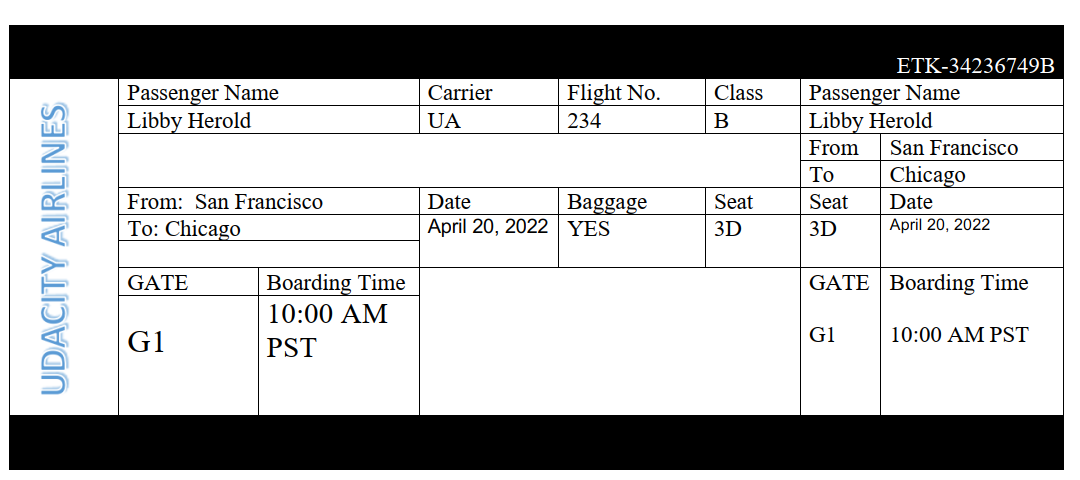 ETK-34236749B
UDACITY AIRLINES
Passenger Name Carrier Flight No. Class Passenger Name
Libby Herold UA 234 B Libby Herold
From San Francisco
To Chicago
From: San Francisco Date Baggage Seat Seat Date
To: Chicago April 20, 2022 YES 3D 3D April 20, 2022
GATE Boarding Time GATE Boarding Time
G1 10:00 AM PST G1 10:00 AM PST